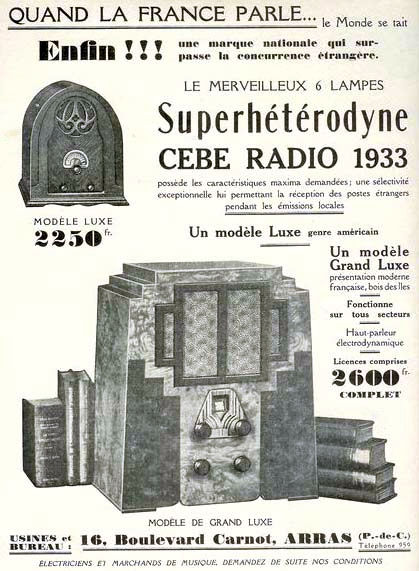 QUAND LA FRANCE PARLE... le Monde se tait
Enfin !!! une marque nationale qui sur-
passe la concurrence étrangère.
LE MERVEILLEUX 6 LAMPES
Superhétérodyne
CEBE RADIO 1933
possède les caractéristiques maxima demandées ; une sélectivité
exceptionnelle lui permettant la réception des postes étrangers
pendant les émissions locales
MODÈLE LUXE
2250 fr.
Un modèle Luxe genre américain
Un modèle
Grand Luxe
présentation moderne
française, bois des îles
Fonctionne
sur tous secteurs
Haut-parleur
électrodynamique
Licences comprises
2600 fr.
COMPLET
MODÈLE DE GRAND LUXE
USINES et
BUREAU : 16, Boulevard Carnot, ARRAS (P.-de-C.)
Téléphone 959
ÉLECTRICIENS ET MARCHANDS DE MUSIQUE, DEMANDEZ DE SUITE NOS CONDITIONS